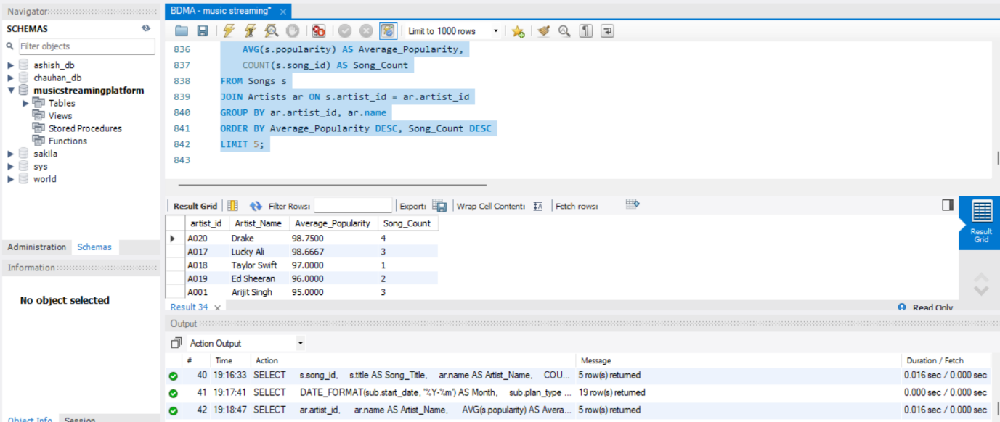 Navigator
BDMA - music streaming*
SCHEMAS
Filter objects
ashish_db
chauhan_db
musicstreamingplatform
Tables
Views
Stored Procedures
Functions
sakila
sys
world
Administration Schemas
Information
No object selected
Object Info Session
Limit to 1000 rows
836 AVG(s.popularity) AS Average_Popularity,
837 COUNT(s.song_id) AS Song_Count
838 FROM Songs s
839 JOIN Artists ar ON s.artist_id = ar.artist_id
840 GROUP BY ar.artist_id, ar.name
841 ORDER BY Average_Popularity DESC, Song_Count DESC
842 LIMIT 5;
843
Result Grid Filter Rows: Export: Wrap Cell Content: Fetch rows:
artist_id Artist_Name Average_Popularity Song_Count
A020 Drake 98.7500 4
A017 Lucky Ali 98.6667 3
A018 Taylor Swift 97.0000 1
A019 Ed Sheeran 96.0000 2
A001 Arijit Singh 95.0000 3
Result
Grid
Result 34
Read Only
Output
Action Output
# Time Action Message Duration / Fetch
40 19:16:33 SELECT s.song_id, s.title AS Song_Title, ar.name AS Artist_Name, COU... 5 row(s) returned 0.016 sec / 0.000 sec
41 19:17:41 SELECT DATE_FORMAT(sub.start_date, '%Y-%m') AS Month, sub.plan_type ... 19 row(s) returned 0.000 sec / 0.000 sec
42 19:18:47 SELECT ar.artist_id, ar.name AS Artist_Name, AVG(s.popularity) AS Avera... 5 row(s) returned 0.016 sec / 0.000 sec